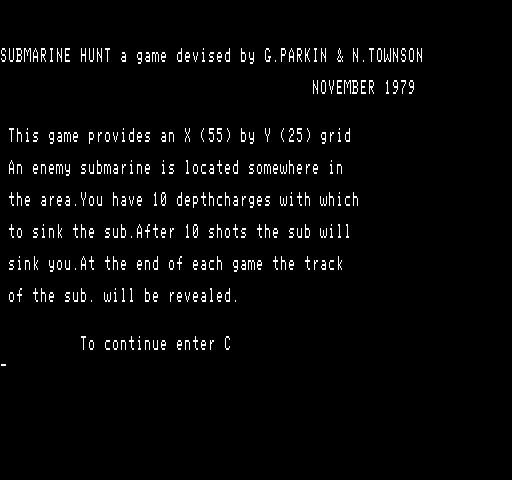 SUBMARINE HUNT a game devised by G.PARKIN & N.TOWNSON
NOVEMBER 1979
This game provides an X (55) by Y (25) grid
An enemy submarine is located somewhere in
the area.You have 10 depthcharges with which
to sink the sub.After 10 shots the sub will
sink you.At the end of each game the track
of the sub. will be revealed.
To continue enter C